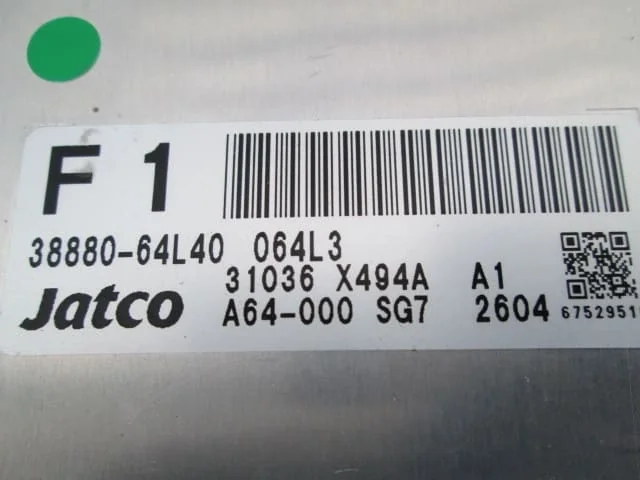 F 1
38880-64L40 064L3
31036 X494A A1
Jatco A64-000 SG7 2604
6752951